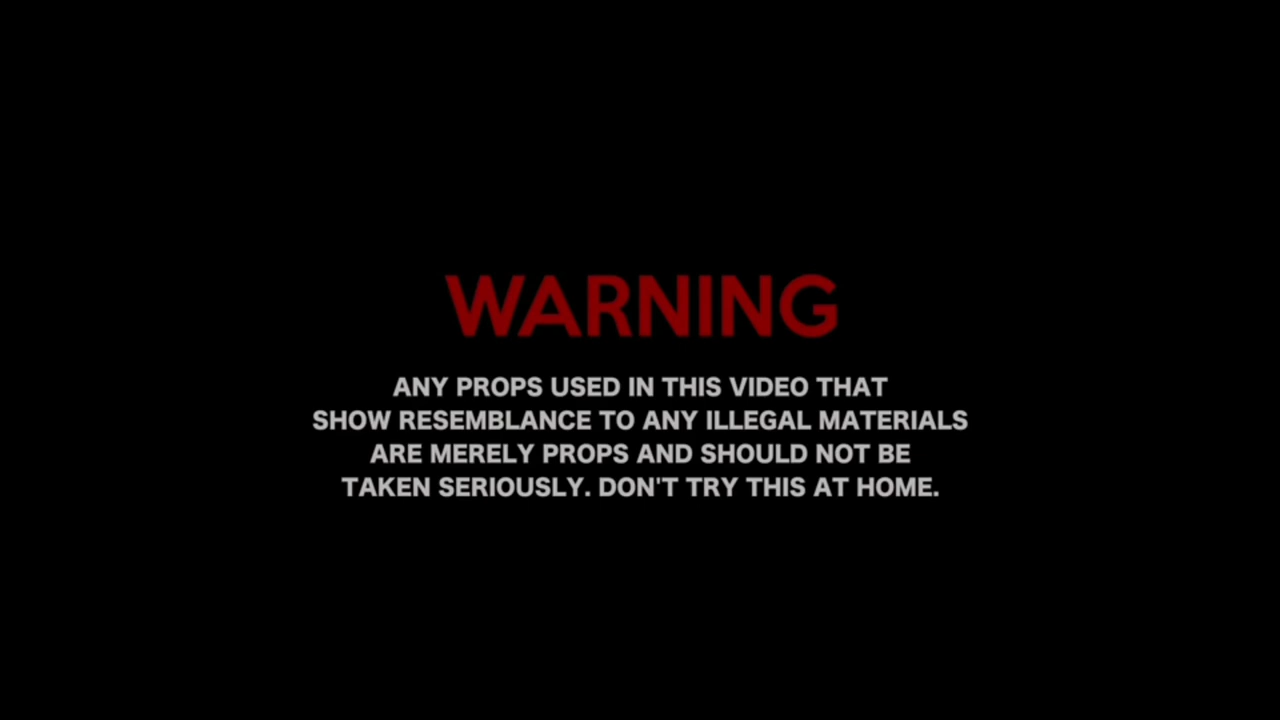 WARNING
ANY PROPS USED IN THIS VIDEO THAT
SHOW RESEMBLANCE TO ANY ILLEGAL MATERIALS
ARE MERELY PROPS AND SHOULD NOT BE
TAKEN SERIOUSLY. DON'T TRY THIS AT HOME.